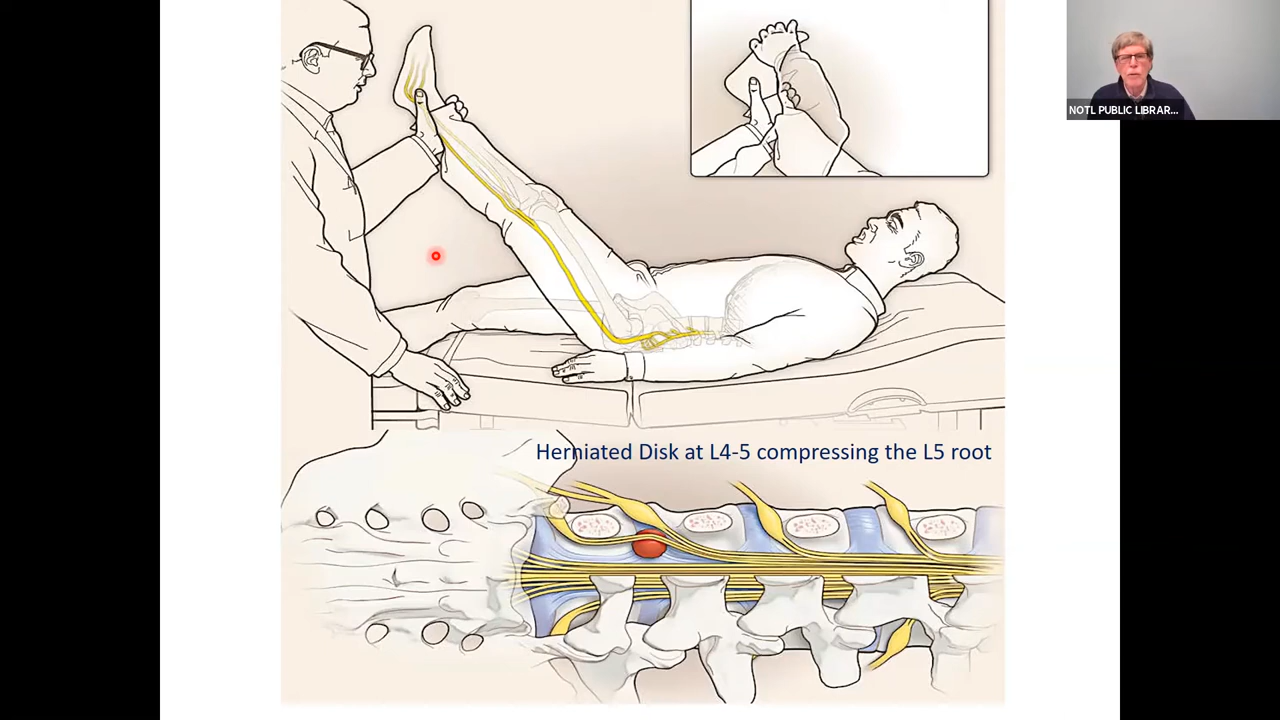 NOTL PUBLIC LIBRAR...
Herniated Disk at L4-5 compressing the L5 root